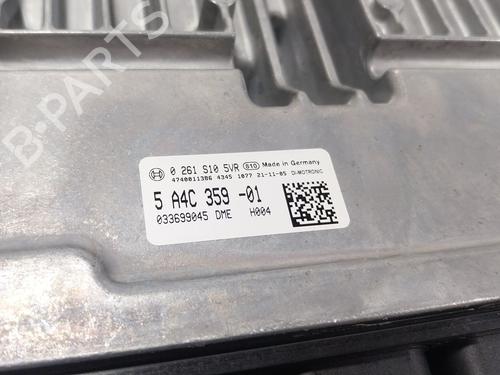 0 261 S10 5VR S10 Made in Germany
4740011386 4345 1077 21-11-05 DI-MOTRONIC
5 A4C 359 -01
033699045 DME H004
B-PARTS